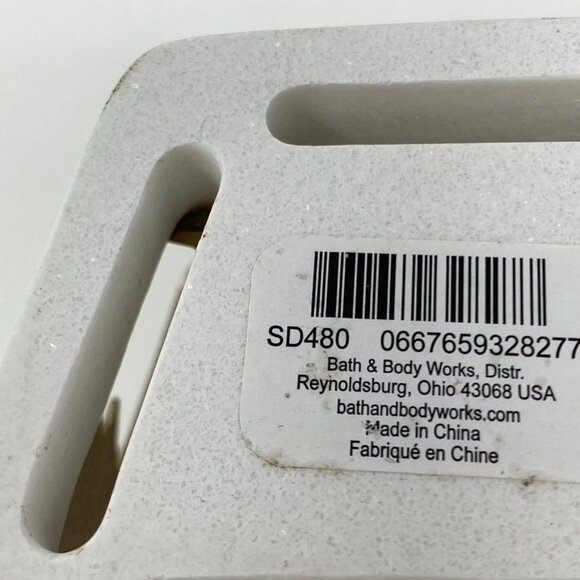 SD480 0667659328277
Bath & Body Works, Distr.
Reynoldsburg, Ohio 43068 USA
bathandbodyworks.com
Made in China
Fabriqué en Chine